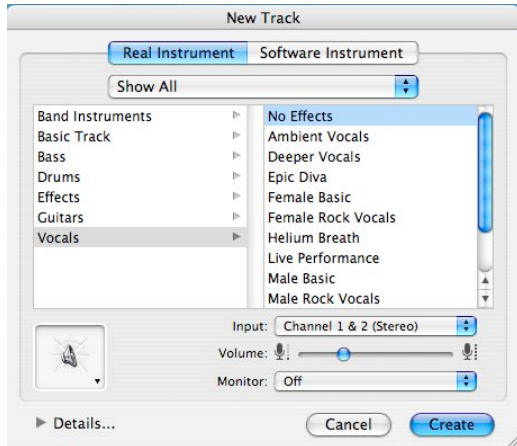 New Track
Real Instrument Software Instrument
Show All
Band Instruments No Effects
Basic Track Ambient Vocals
Bass Deeper Vocals
Drums Epic Diva
Effects Female Basic
Guitars Female Rock Vocals
Vocals Helium Breath
Live Performance
Male Basic
Male Rock Vocals
Input: Channel 1 & 2 (Stereo)
Volume:
Monitor: Off
Details... Cancel Create